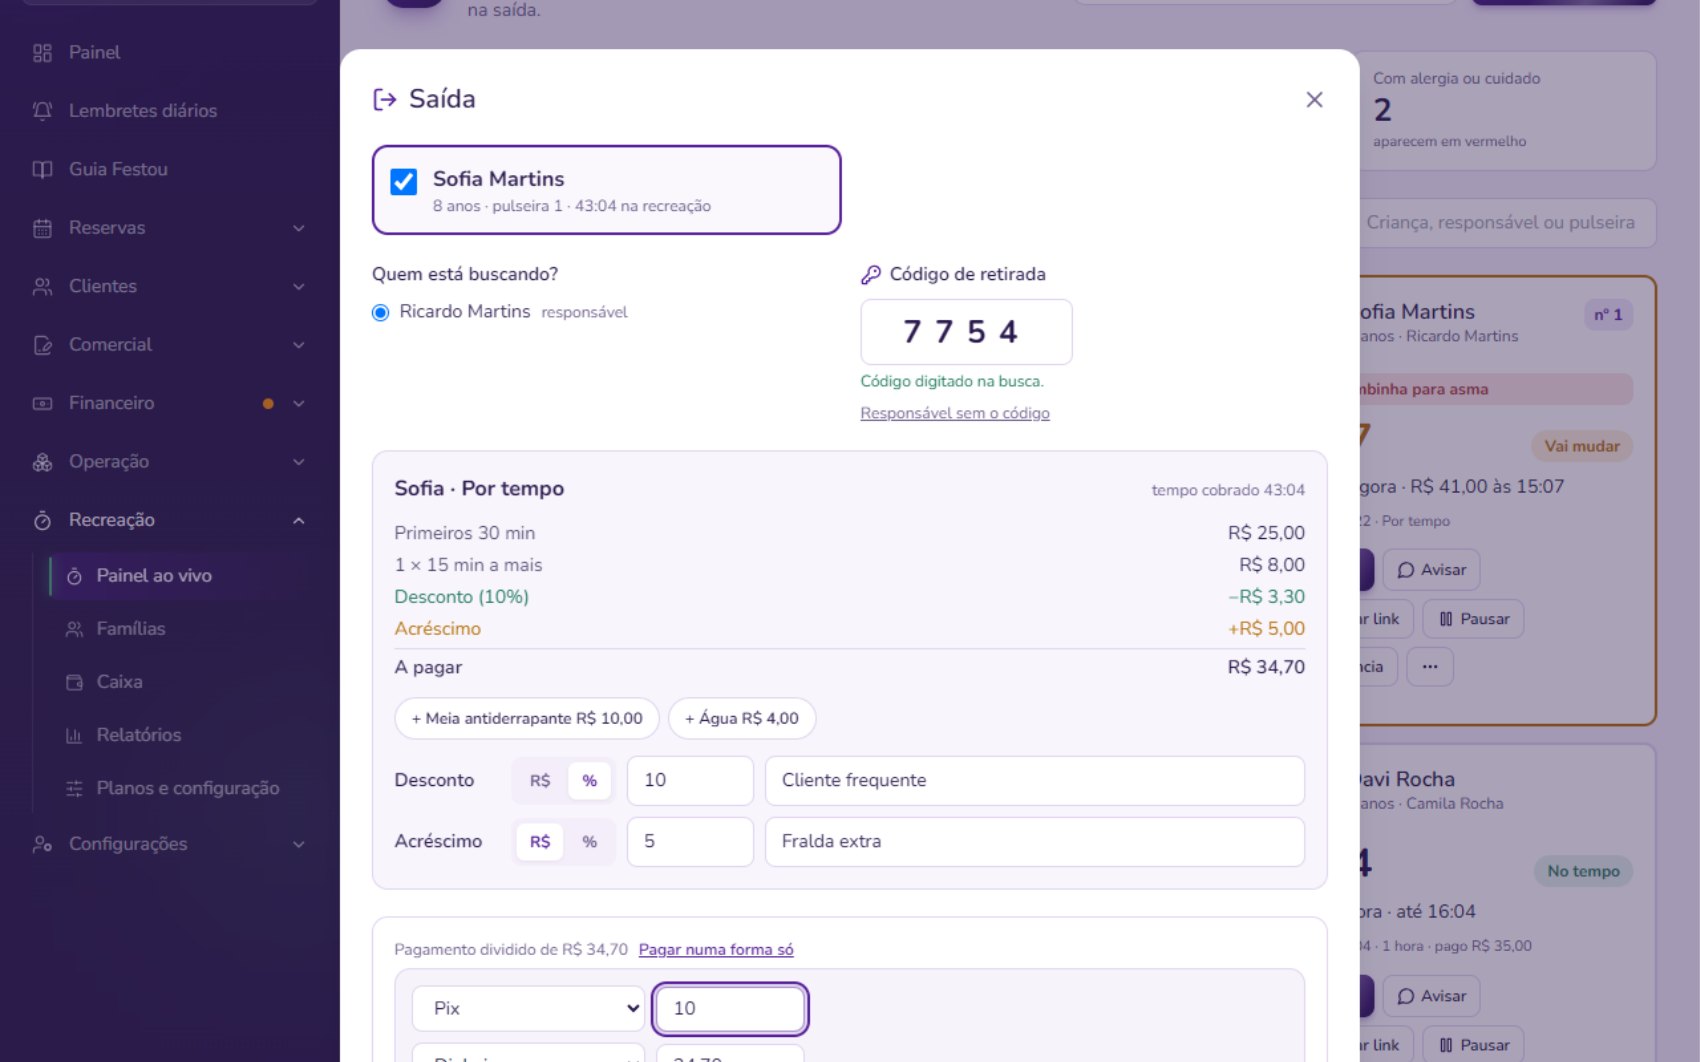 na saída.
Painel
Lembretes diários
Guia Festou
Reservas
Clientes
Comercial
Financeiro
Operação
Recreação
Painel ao vivo
Famílias
Caixa
Relatórios
Planos e configuração
Configurações
Saída
Sofia Martins
8 anos · pulseira 1 · 43:04 na recreação
Quem está buscando?
Ricardo Martins responsável
Código de retirada
7754
Código digitado na busca.
Responsável sem o código
Sofia · Por tempo
tempo cobrado 43:04
Primeiros 30 min R$ 25,00
1 × 15 min a mais R$ 8,00
Desconto (10%) –R$ 3,30
Acréscimo +R$ 5,00
A pagar R$ 34,70
+ Meia antiderrapante R$ 10,00
+ Água R$ 4,00
Desconto R$ % 10 Cliente frequente
Acréscimo R$ % 5 Fralda extra
Pagamento dividido de R$ 34,70 Pagar numa forma só
Pix 10
Com alergia ou cuidado
2
aparecem em vermelho
Criança, responsável ou pulseira
ofia Martins nº 1
anos · Ricardo Martins
mbinha para asma
7
Vai mudar
gora · R$ 41,00 às 15:07
22 · Por tempo
Avisar
ar link Pausar
ncia ···
avi Rocha
anos · Camila Rocha
4
No tempo
ora · até 16:04
04 · 1 hora · pago R$ 35,00
Avisar
ar link Pausar